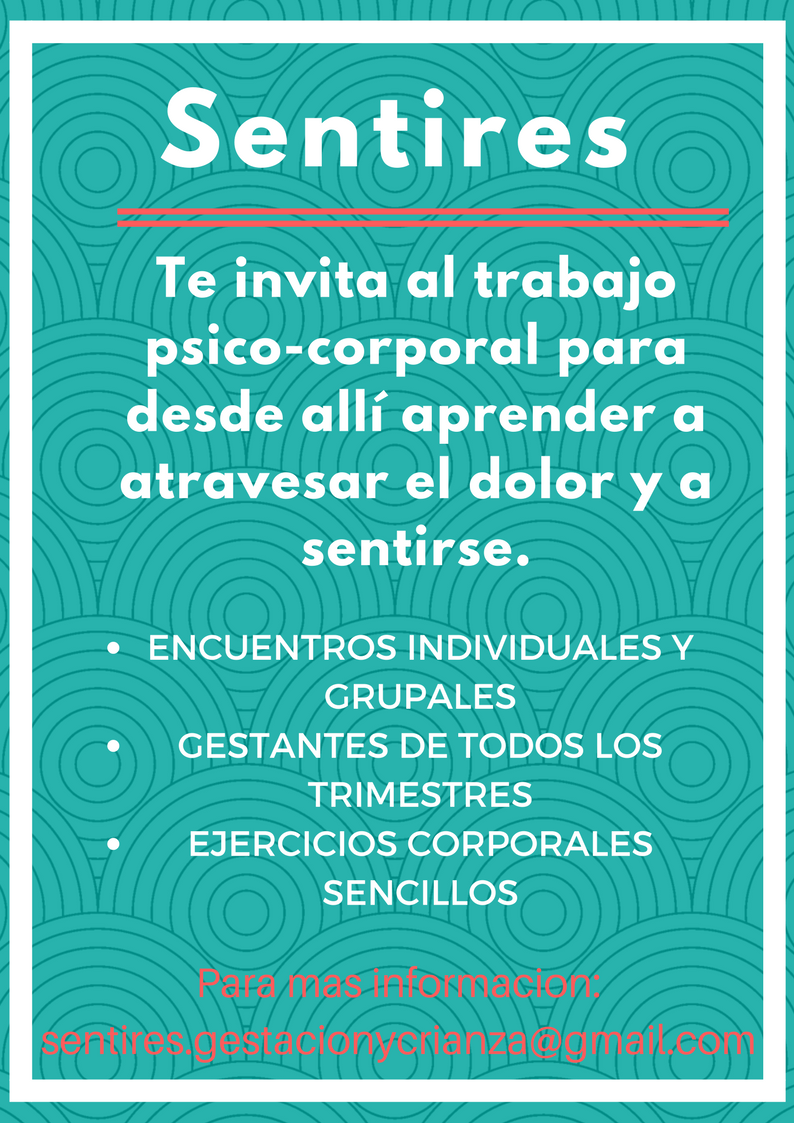 Sentires
Te invita al trabajo
psico-corporal para
desde allí aprender a
atravesar el dolor y a
sentirse.
• ENCUENTROS INDIVIDUALES Y
GRUPALES
• GESTANTES DE TODOS LOS
TRIMESTRES
• EJERCICIOS CORPORALES
SENCILLOS
Para mas informacion:
sentires.gestacionycrianza@gmail.com